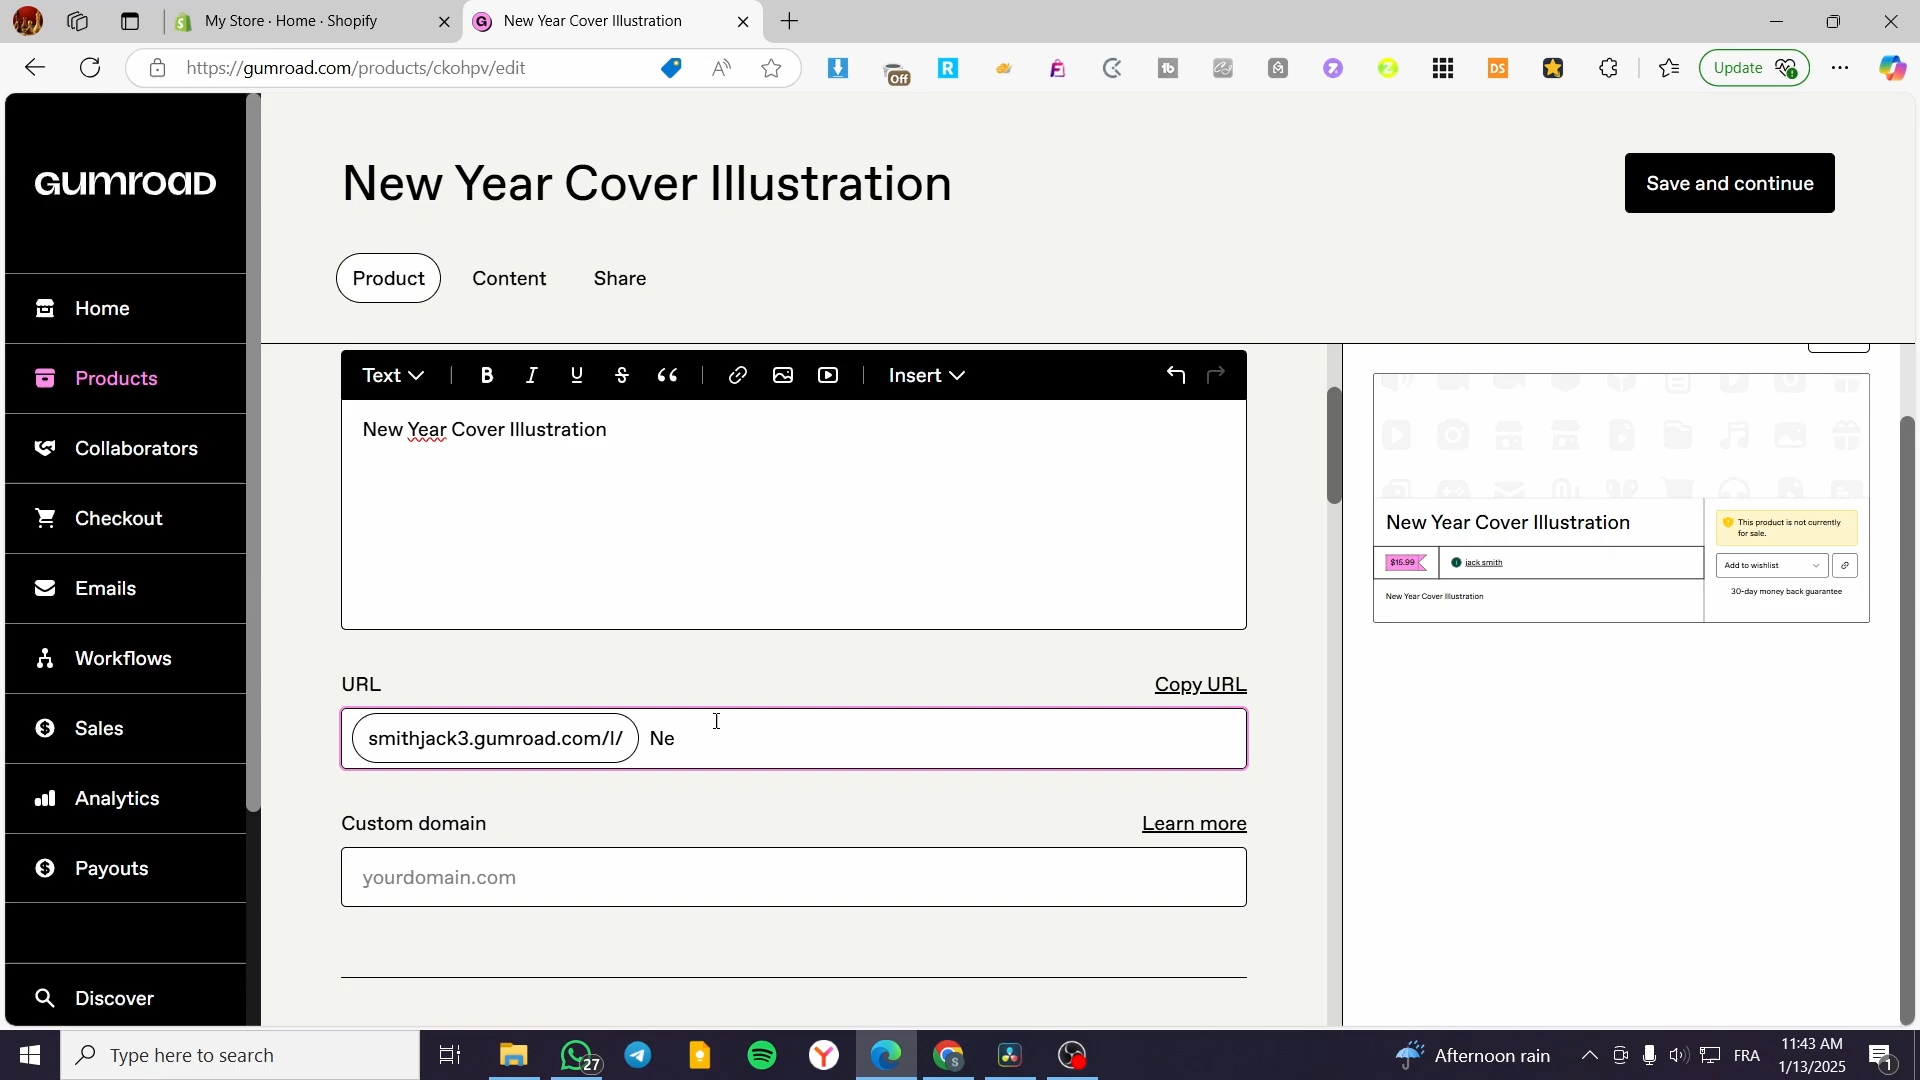 My Store · Home · Shopify
New Year Cover Illustration
https://gumroad.com/products/ckohpv/edit
Off
R
1b
DS
Update
GUMROAD
New Year Cover Illustration
Save and continue
Product
Content
Share
Home
Products
Collaborators
Checkout
Emails
Workflows
Sales
Analytics
Payouts
Discover
Text
B
I
U
S
Insert
New Year Cover Illustration
URL
Copy URL
smithjack3.gumroad.com/l/
Ne
Custom domain
Learn more
yourdomain.com
New Year Cover Illustration
This product is not currently
for sale.
$15.99
jack smith
Add to wishlist
30-day money back guarantee
New Year Cover Illustration
Type here to search
27
Afternoon rain
FRA
11:43 AM
1/13/2025
1